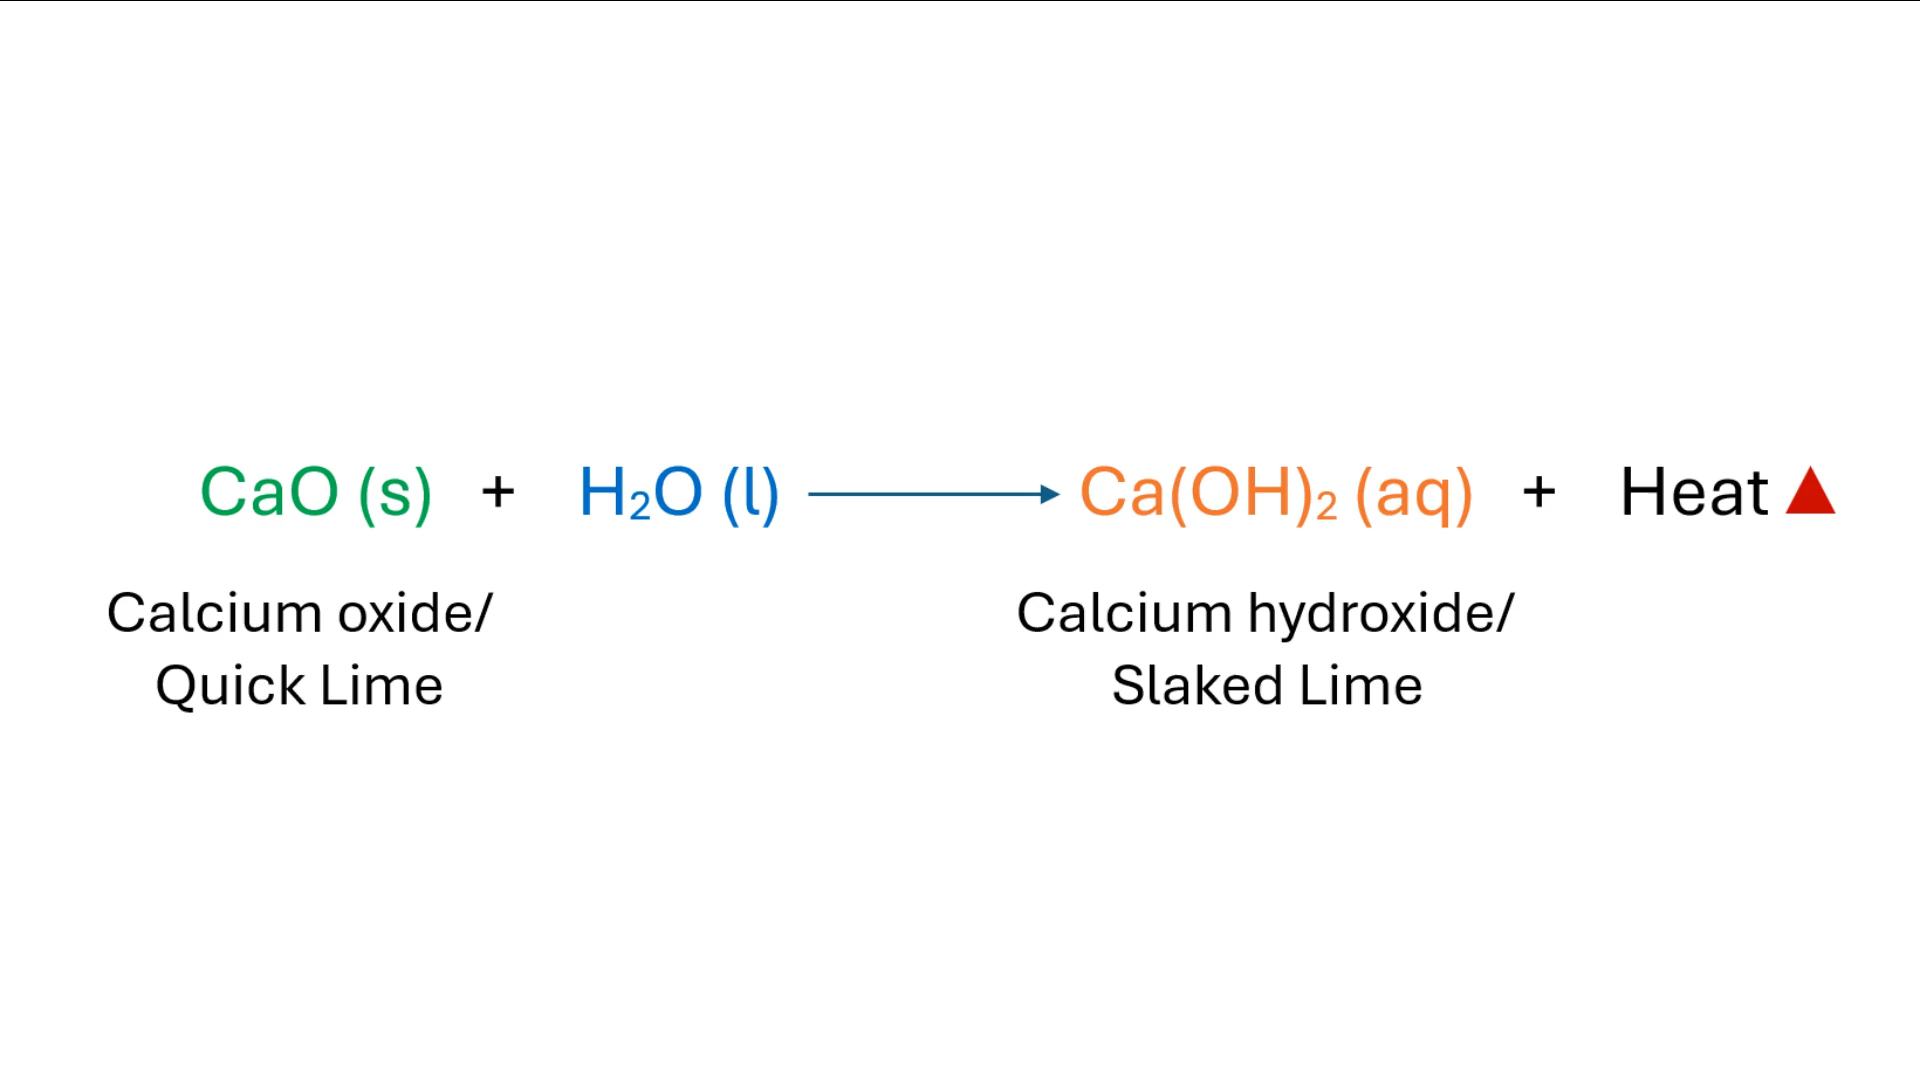 CaO (s) + H₂O (l) ⟶ Ca(OH)₂ (aq) + Heat ▲
Calcium oxide/
Quick Lime
Calcium hydroxide/
Slaked Lime